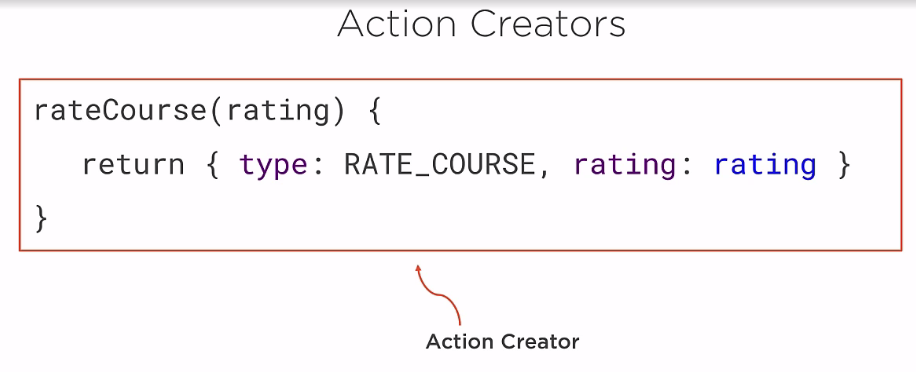 Action Creators
rateCourse(rating) {
return { type: RATE_COURSE, rating: rating }
}
Action Creator